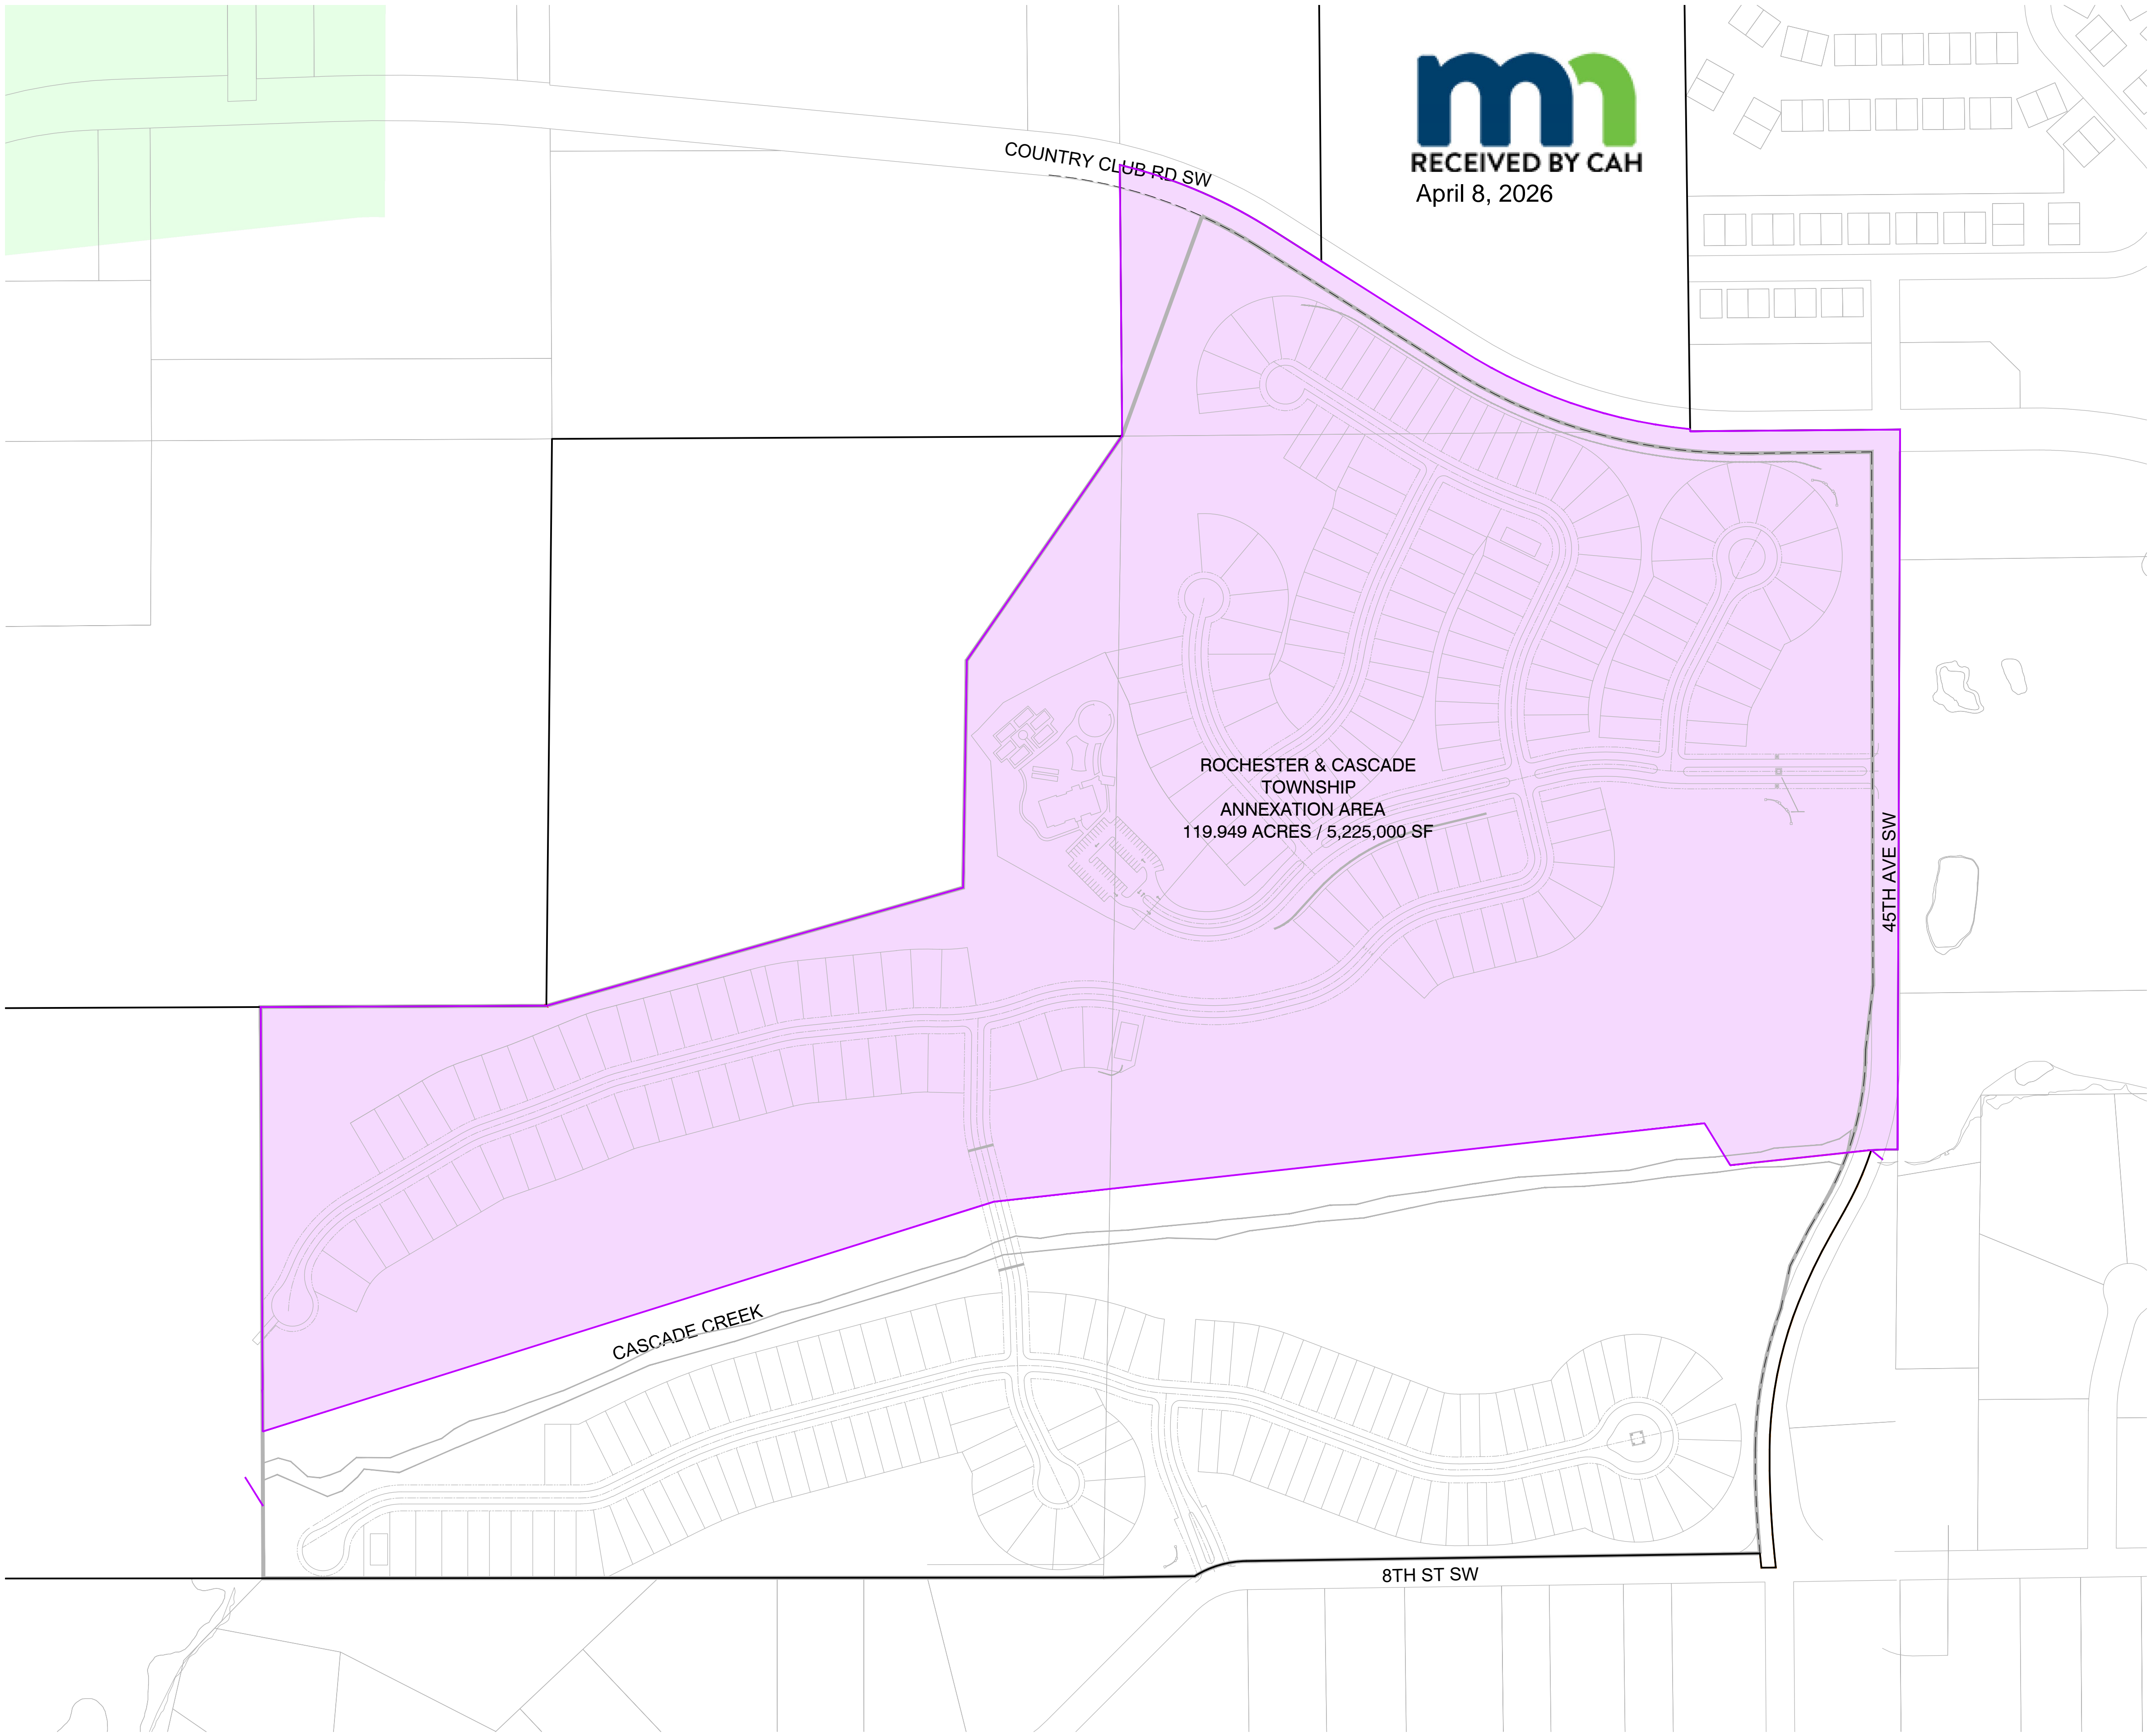 mn
RECEIVED BY CAH
April 8, 2026
COUNTRY CLUB RD SW
ROCHESTER & CASCADE
TOWNSHIP
ANNEXATION AREA
119.949 ACRES / 5,225,000 SF
45TH AVE SW
CASCADE CREEK
8TH ST SW